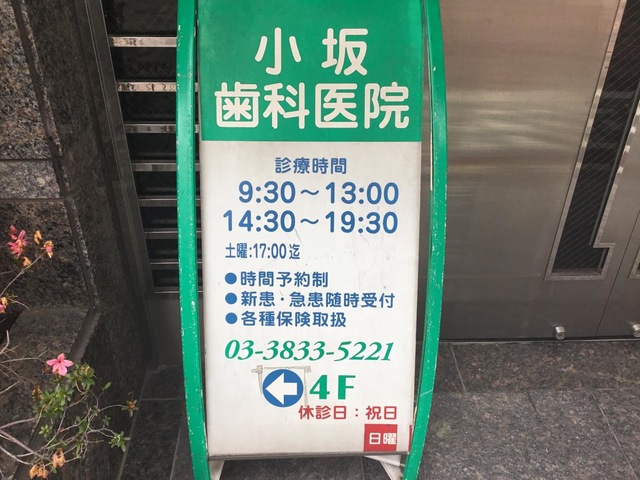 小坂
歯科医院
診療時間
9:30〜13:00
14:30〜19:30
土曜:17:00迄
●時間予約制
●新患・急患随時受付
●各種保険取扱
03-3833-5221
4F
休診日：祝日
日曜